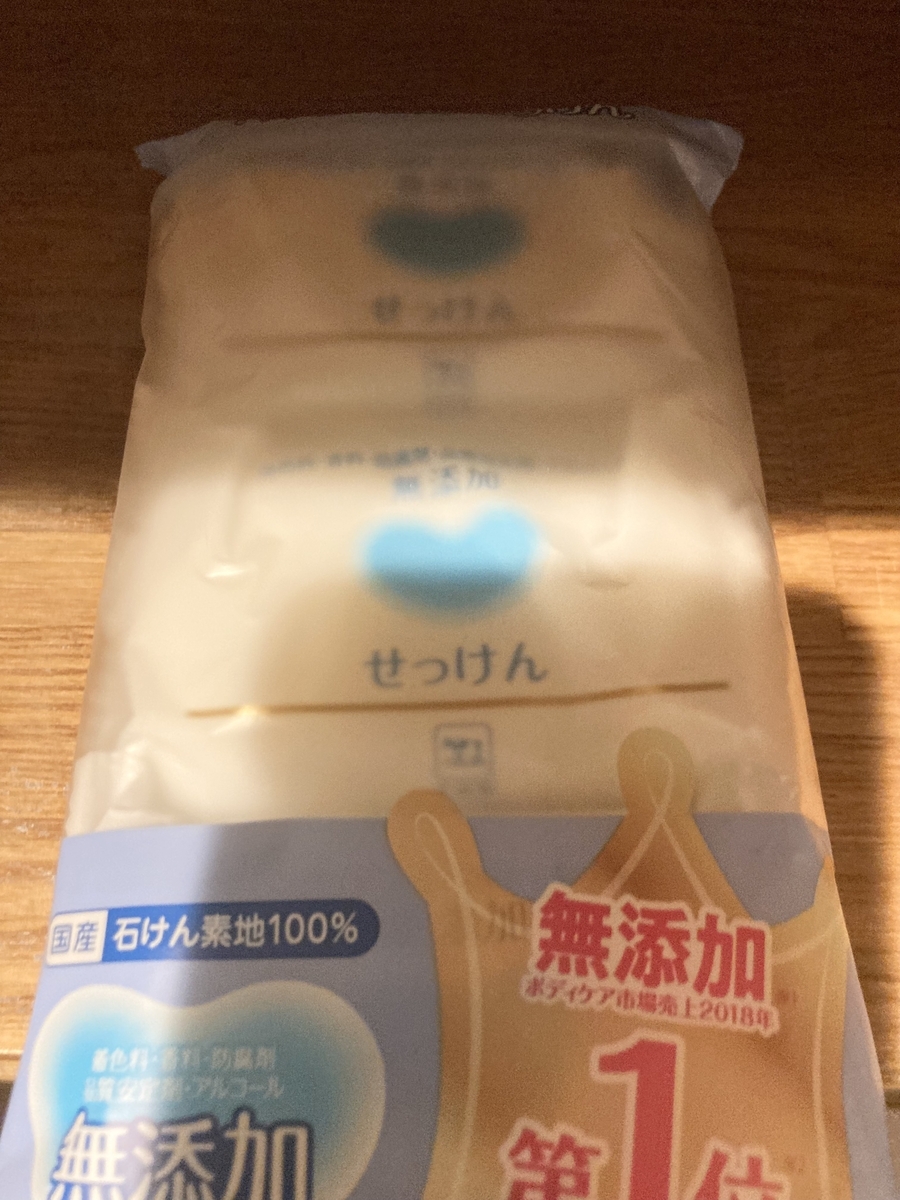 せっけん
無添加
せっけん
国産 石けん素地100%
無添加
ボディケア市場売上2018年
第1位
着色料・香料・防腐剤
品質安定剤・アルコール
無添加